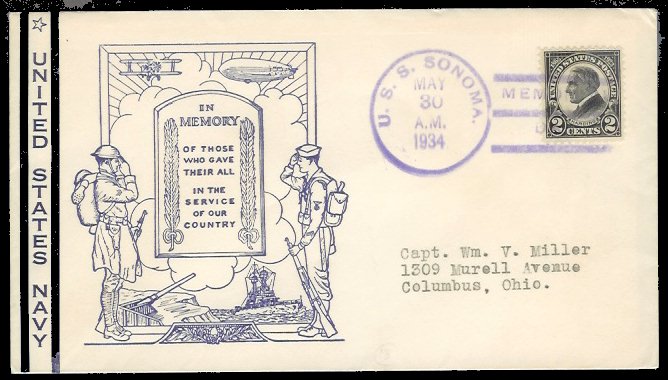 UNITED STATES NAVY
IN
MEMORY
OF THOSE
WHO GAVE
THEIR ALL
IN THE
SERVICE
OF OUR
COUNTRY
U. S. S. SONOMA.
MAY
30
A.M.
1934
UNITED STATES POSTAGE
HARDING
2 CENTS 2
Capt. Wm. V. Miller
1309 Murell Avenue
Columbus, Ohio.